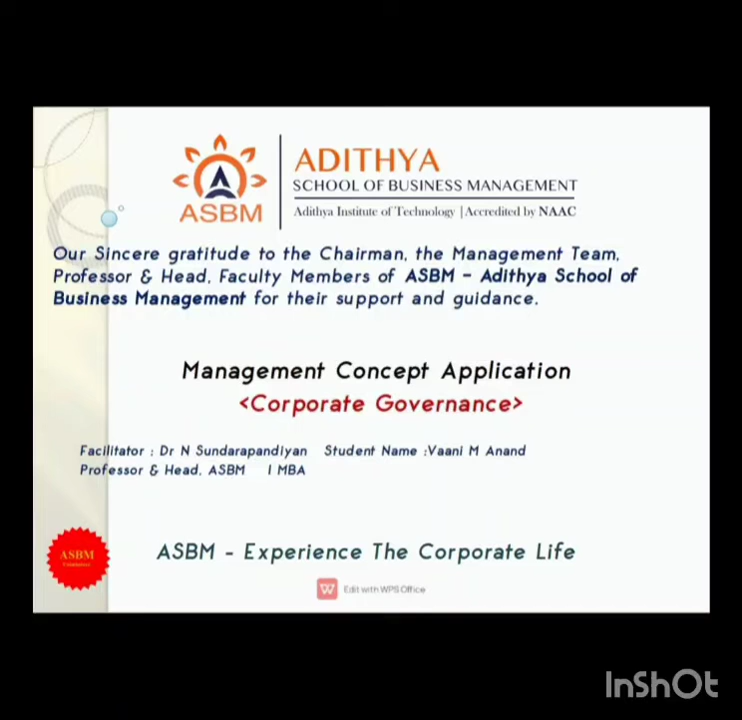 ADITHYA
SCHOOL OF BUSINESS MANAGEMENT
ASBM
Adithya Institute of Technology | Accredited by NAAC
Our Sincere gratitude to the Chairman, the Management Team,
Professor & Head, Faculty Members of ASBM - Adithya School of
Business Management for their support and guidance.
Management Concept Application
<Corporate Governance>
Facilitator : Dr N Sundarapandiyan Student Name :Vaani M Anand
Professor & Head, ASBM I MBA
ASBM
ASBM - Experience The Corporate Life
Edit with WPS Office
InShOt